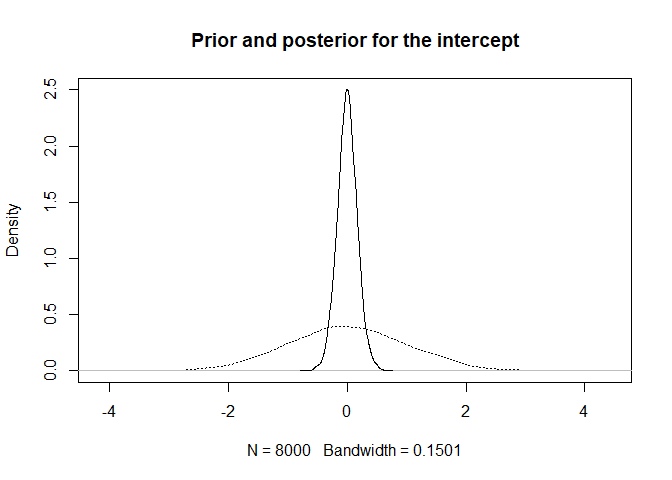 Prior and posterior for the intercept
2.5
2.0
1.5
1.0
0.5
0.0
Density
-4 -2 0 2 4
N = 8000 Bandwidth = 0.1501